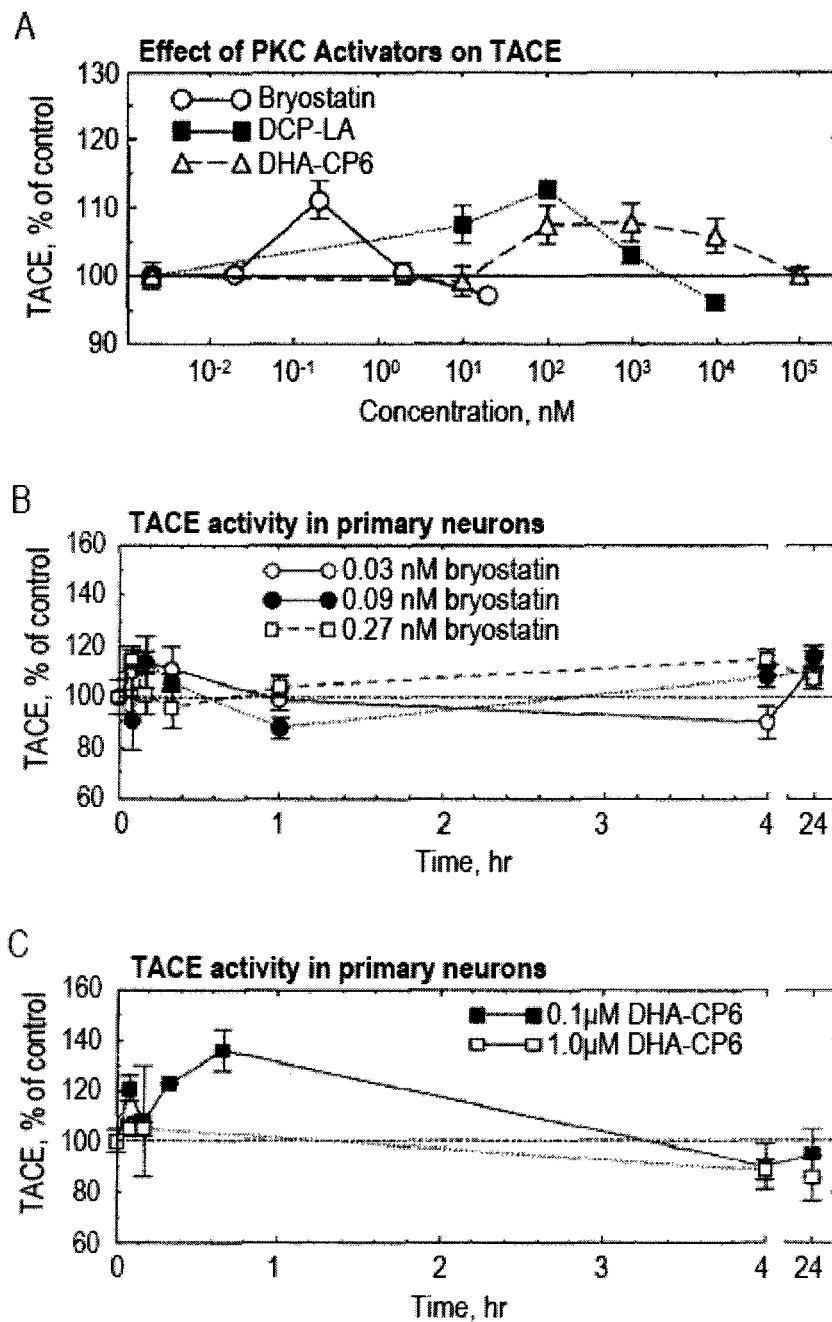 A
Effect of PKC Activators on TACE
130
120
110
100
90
TACE, % of control
Bryostatin
DCP-LA
DHA-CP6
10⁻² 10⁻¹ 10⁰ 10¹ 10² 10³ 10⁴ 10⁵
Concentration, nM
B
TACE activity in primary neurons
160
140
120
100
80
60
TACE, % of control
0.03 nM bryostatin
0.09 nM bryostatin
0.27 nM bryostatin
0 1 2 3 4 24
Time, hr
C
TACE activity in primary neurons
160
140
120
100
80
60
TACE, % of control
0.1µM DHA-CP6
1.0µM DHA-CP6
0 1 2 3 4 24
Time, hr